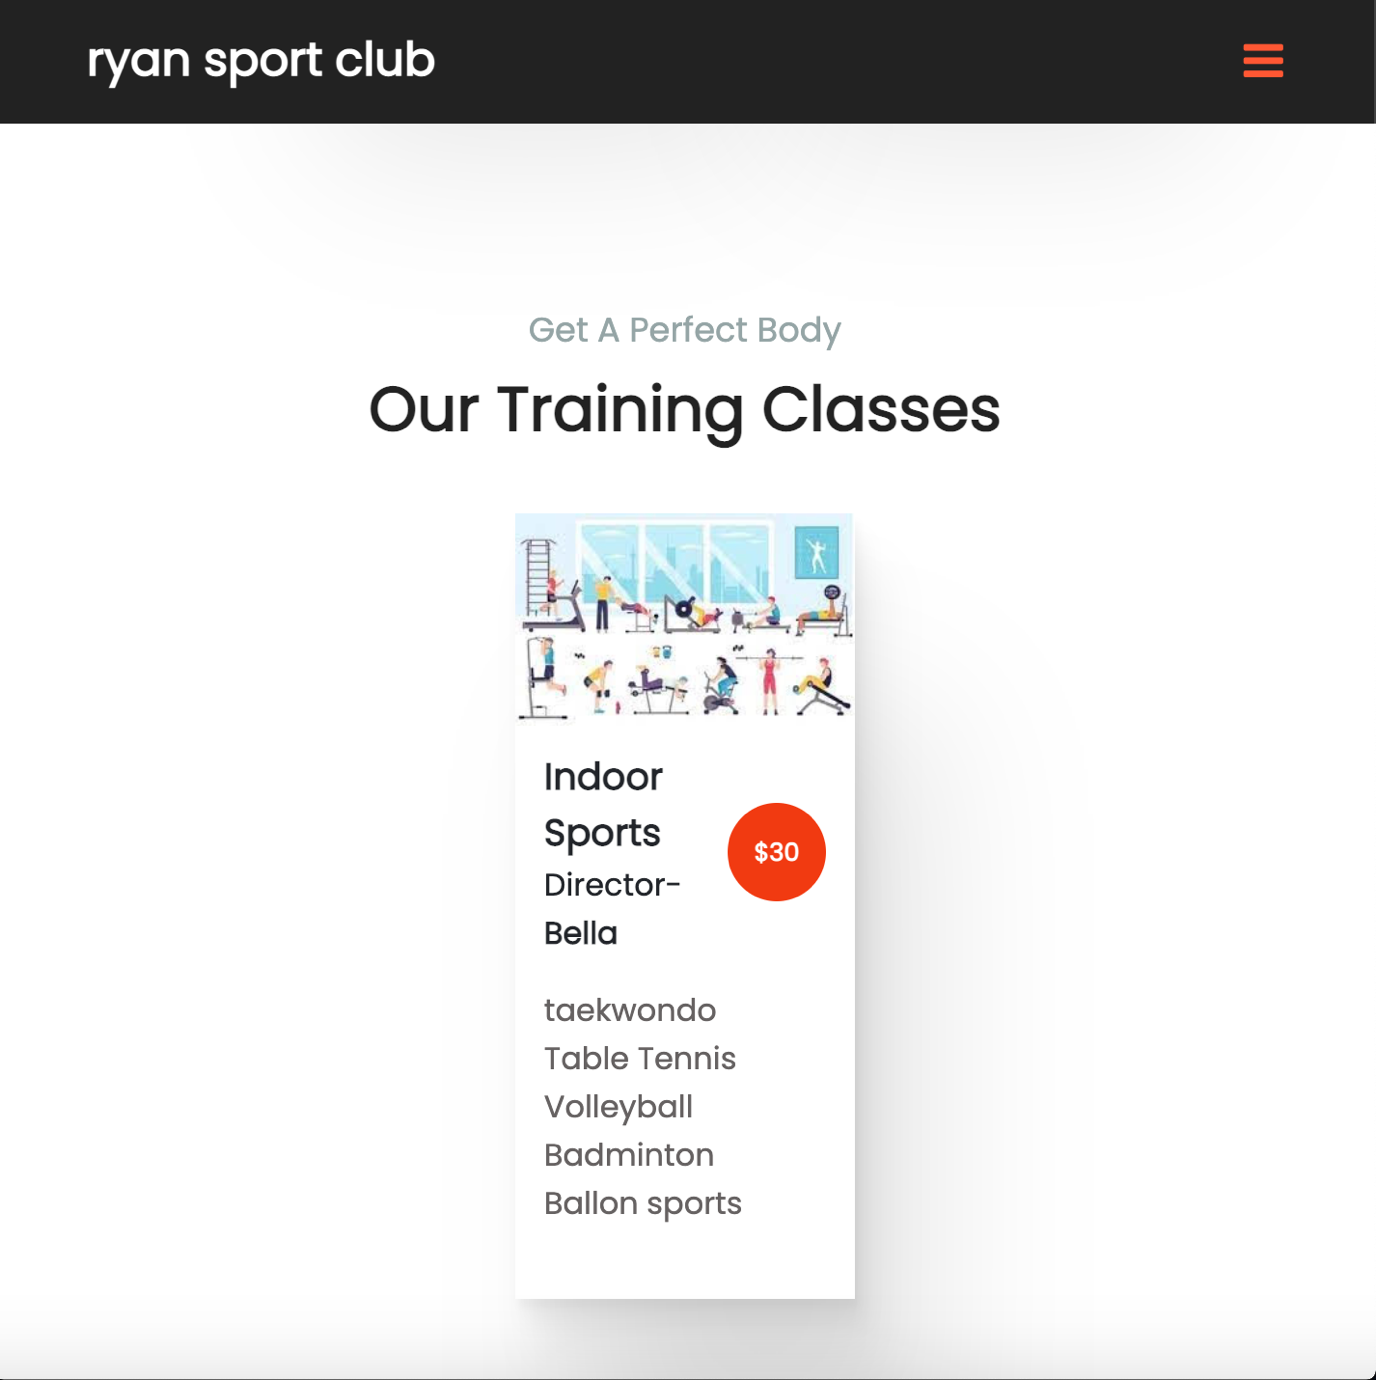 ryan sport club
Get A Perfect Body
Our Training Classes
Indoor
Sports
$30
Director-
Bella
taekwondo
Table Tennis
Volleyball
Badminton
Ballon sports